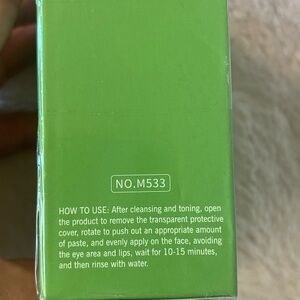 NO.M533
HOW TO USE: After cleansing and toning, open
the product to remove the transparent protective
cover, rotate to push out an appropriate amount
of paste, and evenly apply on the face, avoiding
the eye area and lips, wait for 10-15 minutes,
and then rinse with water.